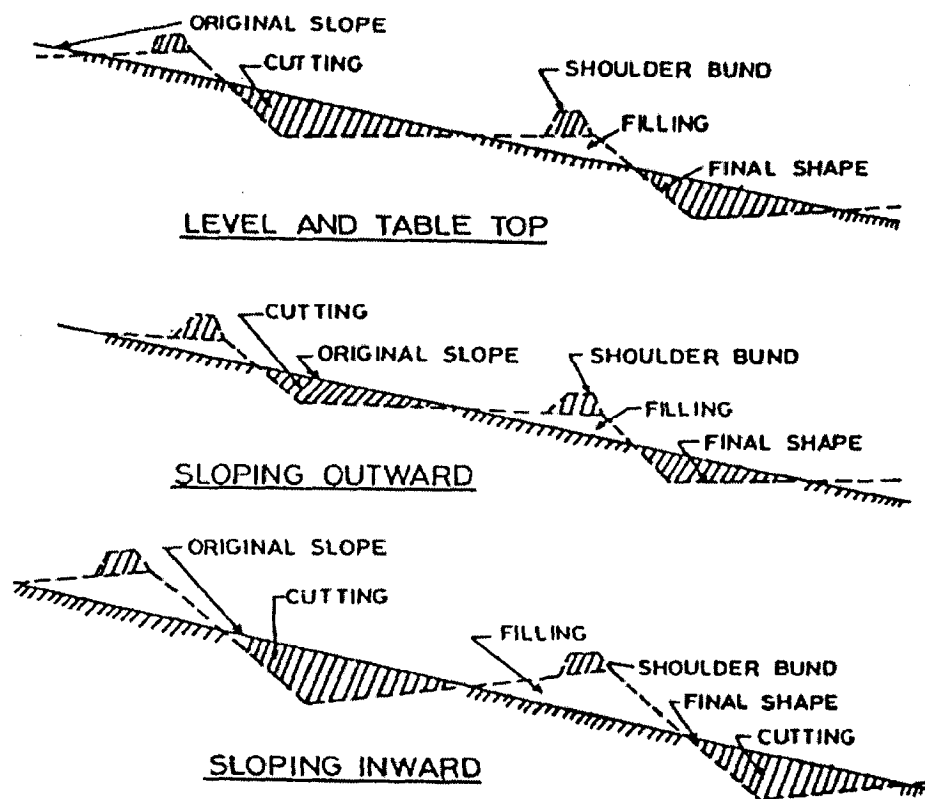 ORIGINAL SLOPE
CUTTING
SHOULDER BUND
FILLING
FINAL SHAPE
LEVEL AND TABLE TOP
CUTTING
ORIGINAL SLOPE
SHOULDER BUND
FILLING
FINAL SHAPE
SLOPING OUTWARD
ORIGINAL SLOPE
CUTTING
FILLING
SHOULDER BUND
FINAL SHAPE
CUTTING
SLOPING INWARD